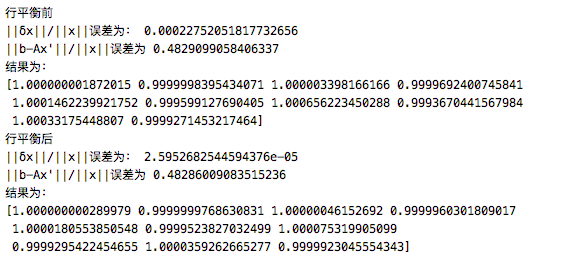 行平衡前
||δx||/||x||误差为: 0.00022752051817732656
||b−Ax'||/||x||误差为 0.4829099058406337
结果为:
[1.000000001872015 0.9999998395434071 1.000003398166166 0.9999692400745841
1.0001462239921752 0.999599127690405 1.000656223450288 0.9993670441567984
1.00033175448807 0.9999271453217464]
行平衡后
||δx||/||x||误差为: 2.5952682544594376e−05
||b−Ax'||/||x||误差为 0.48286009083515236
结果为:
[1.000000000289979 0.9999999768630831 1.00000046152692 0.9999960301809017
1.0000180553850548 0.9999523827032499 1.000075319905099
0.9999295422454655 1.0000359262665277 0.9999923045554343]